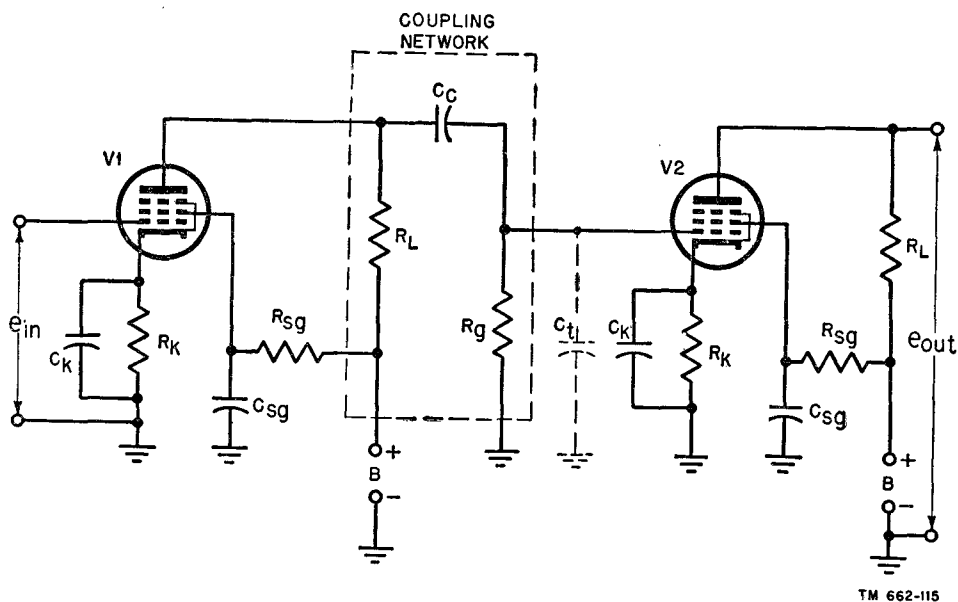 COUPLING
NETWORK
Cc
V1
V2
RL
RL
ein
CK
RK
Rsg
Csg
Rg
Ct
CK
RK
Rsg
Csg
eout
+
B
-
+
B
-
TM 662-115